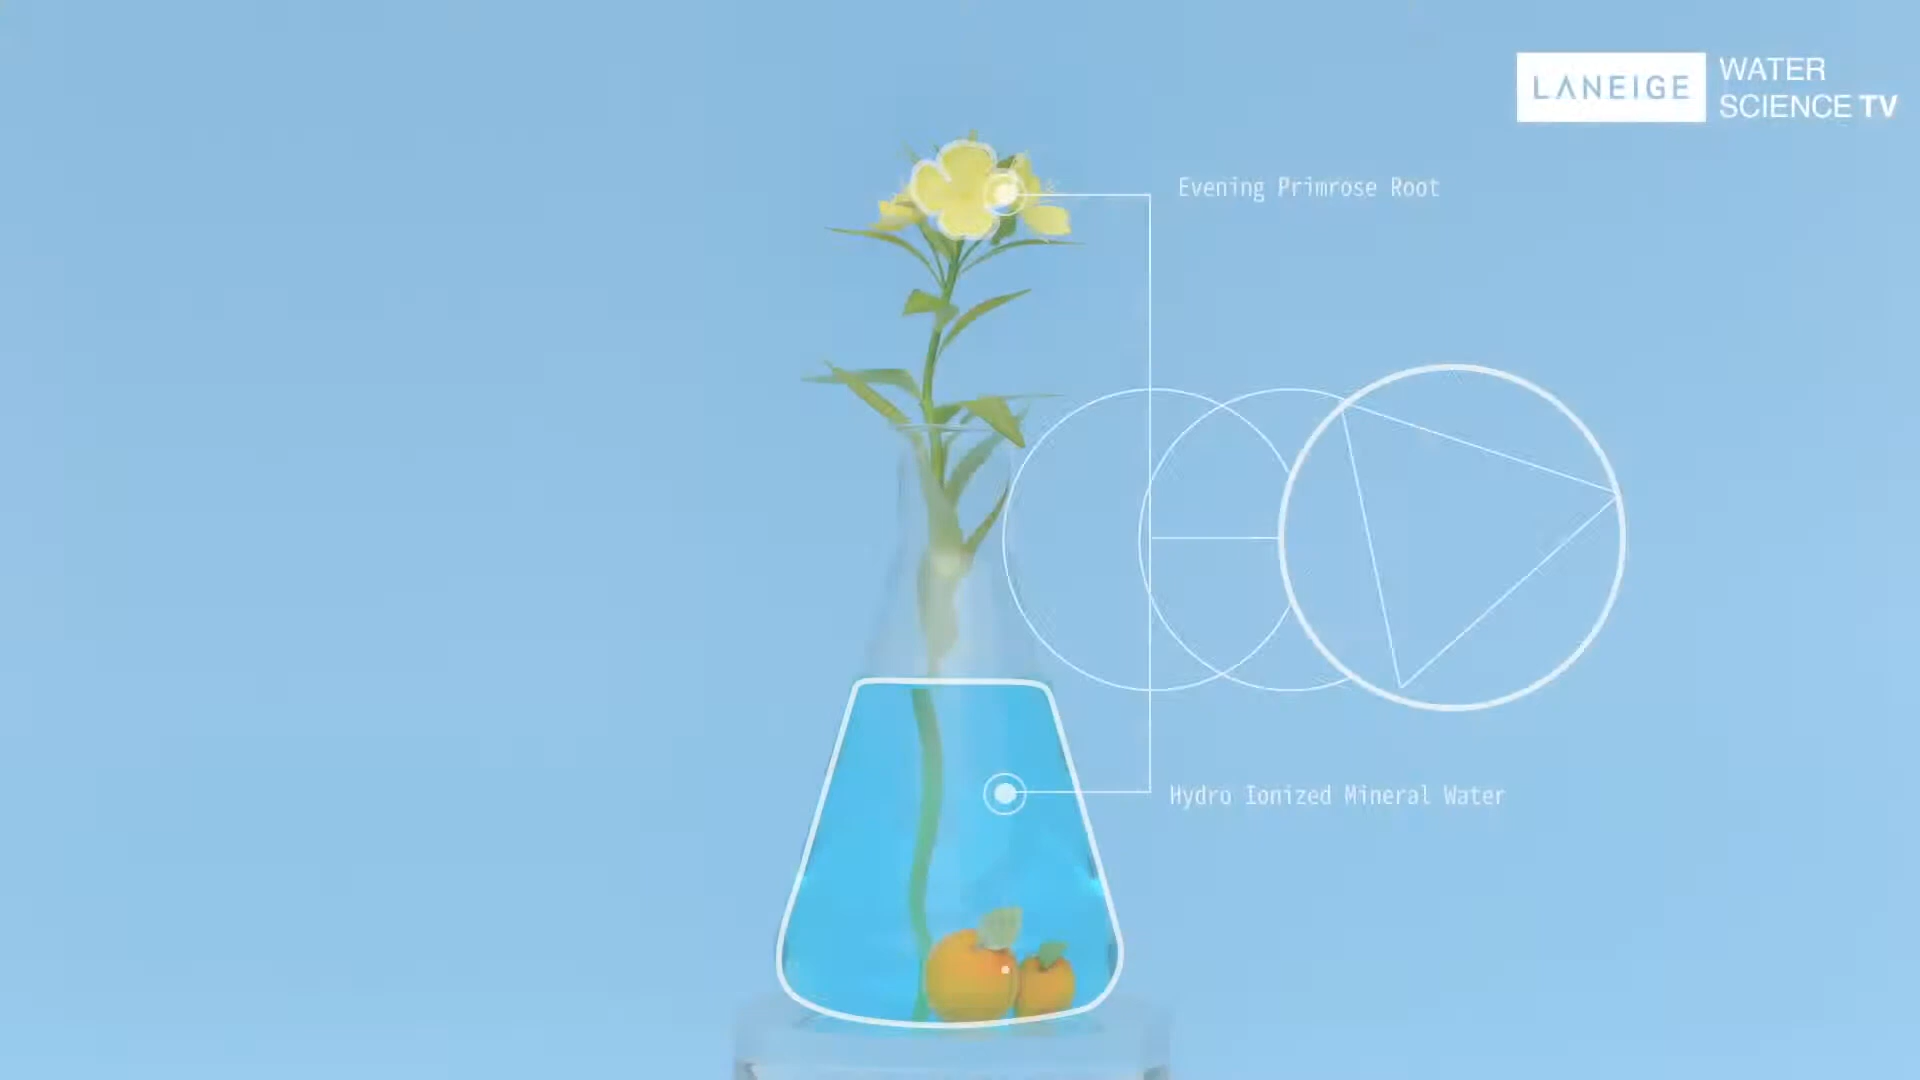 LANEIGE
WATER
SCIENCE TV
Evening Primrose Root
Hydro Ionized Mineral Water